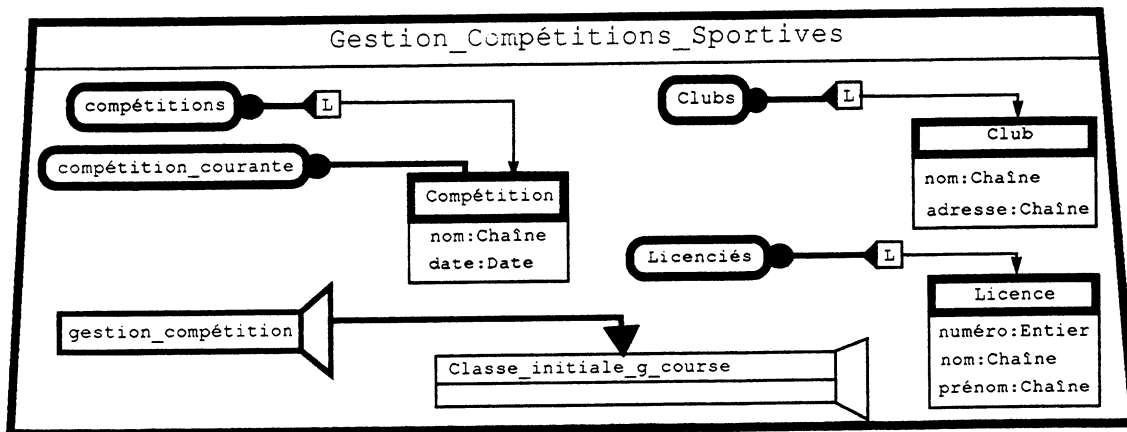 Gestion_Compétitions_Sportives
compétitions
L
Clubs
L
Club
nom:Chaîne
adresse:Chaîne
compétition_courante
Compétition
nom:Chaîne
date:Date
Licenciés
L
Licence
numéro:Entier
nom:Chaîne
prénom:Chaîne
gestion_compétition
Classe_initiale_g_course